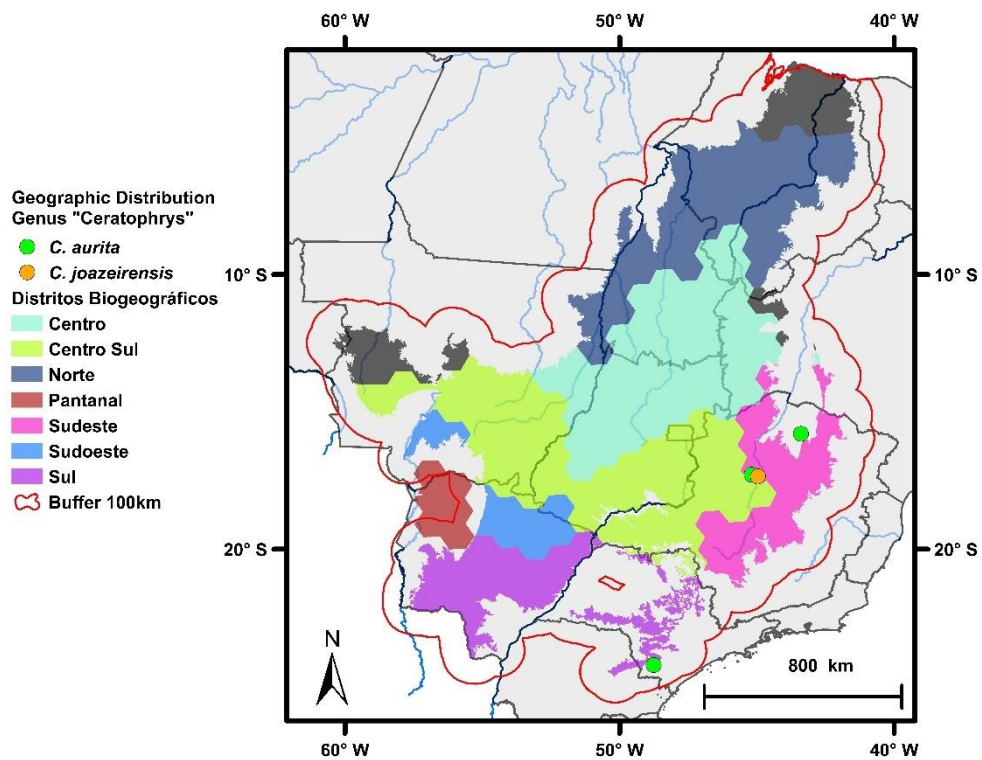 60° W 50° W 40° W
Geographic Distribution
Genus "Ceratophrys"
C. aurita
C. joazeirensis
Distritos Biogeográficos
Centro
Centro Sul
Norte
Pantanal
Sudeste
Sudoeste
Sul
Buffer 100km
10° S 10° S
20° S 20° S
N
800 km
60° W 50° W 40° W